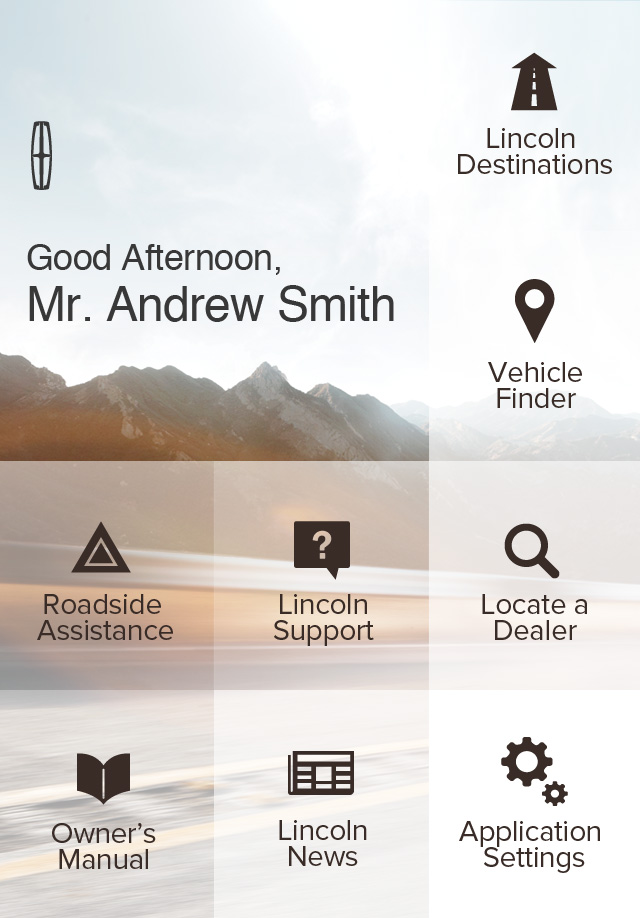 Lincoln
Destinations
Good Afternoon,
Mr. Andrew Smith
Vehicle
Finder
Roadside
Assistance
Lincoln
Support
Locate a
Dealer
Owner’s
Manual
Lincoln
News
Application
Settings